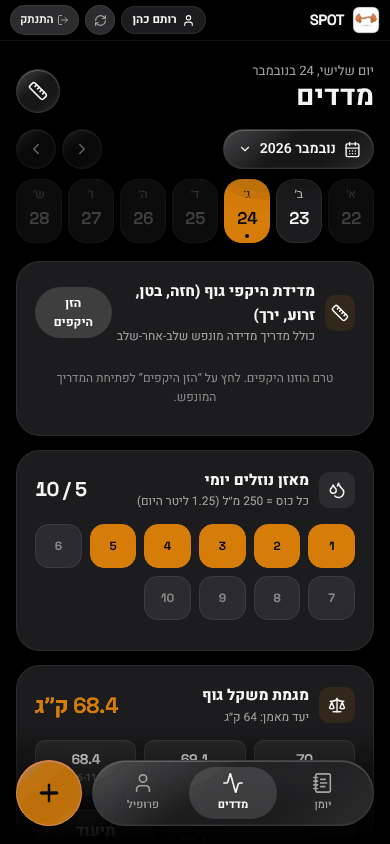 SPOT
רותם כהן
התנתק
יום שלישי, 24 בנובמבר
מדדים
נובמבר 2026
א׳ ב׳ ג׳ ד׳ ה׳ ו׳ ש׳
22 23 24 25 26 27 28
מדידת היקפי גוף (חזה, בטן, זרוע, ירך)
כולל מדריך מדידה מונפש שלב-אחר-שלב
הזן היקפים
טרם הוזנו היקפים. לחץ על ״הזן היקפים״ לפתיחת המדריך
המונפש.
מאזן נוזלים יומי
כל כוס = 250 מ״ל (1.25 ליטר היום)
10 / 5
1 2 3 4 5 6
7 8 9 10
מגמת משקל גוף
יעד מאמן: 64 ק״ג
68.4 ק״ג
70 69.1 68.4
תיעוד
יומן
מדדים
פרופיל